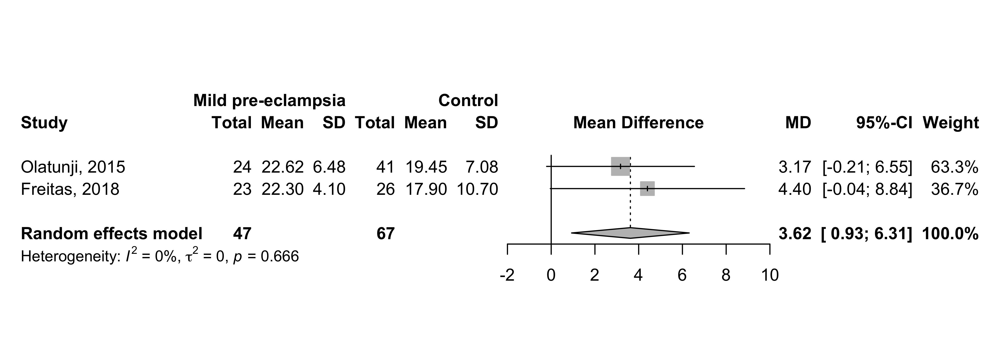 Mild pre-eclampsia Control
Study Total Mean SD Total Mean SD Mean Difference MD 95%-CI Weight
Olatunji, 2015 24 22.62 6.48 41 19.45 7.08 3.17 [-0.21; 6.55] 63.3%
Freitas, 2018 23 22.30 4.10 26 17.90 10.70 4.40 [-0.04; 8.84] 36.7%
Random effects model 47 67 3.62 [ 0.93; 6.31] 100.0%
Heterogeneity: I² = 0%, τ² = 0, p = 0.666
-2 0 2 4 6 8 10